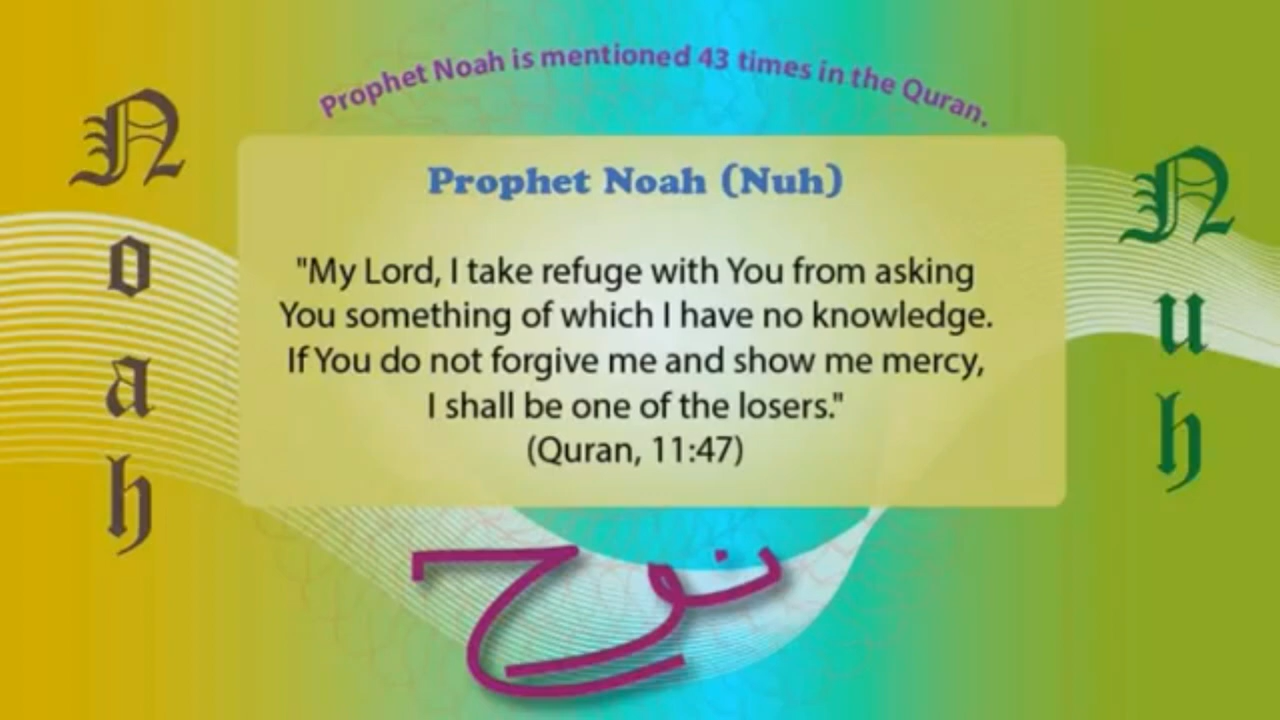 Prophet Noah is mentioned 43 times in the Quran.
Noah
Prophet Noah (Nuh)
"My Lord, I take refuge with You from asking
You something of which I have no knowledge.
If You do not forgive me and show me mercy,
I shall be one of the losers."
(Quran, 11:47)
Nuh
نوح